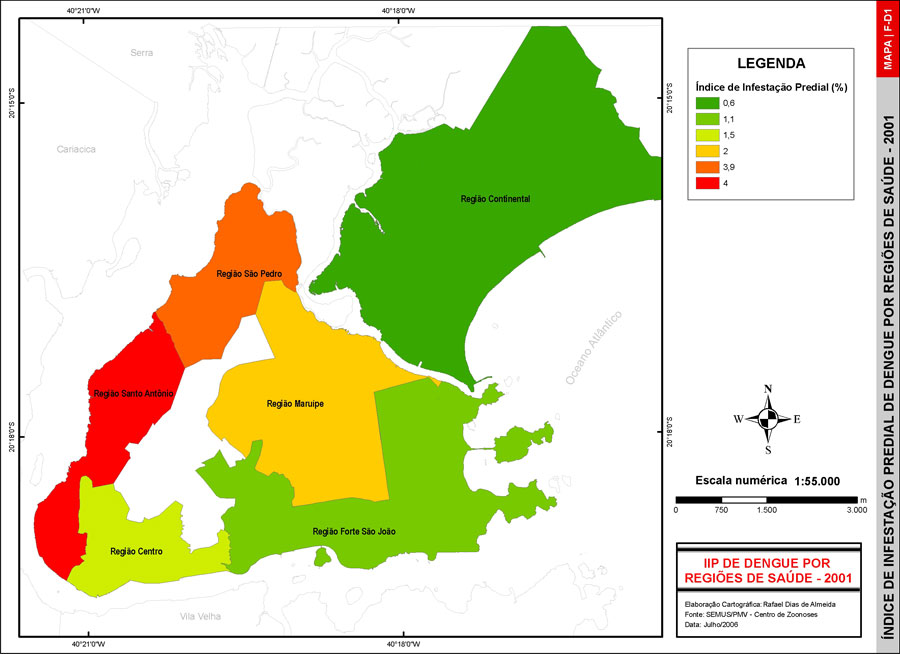 40°21'0"W
40°18'0"W
MAPA | F-D1
ÍNDICE DE INFESTAÇÃO PREDIAL DE DENGUE POR REGIÕES DE SAÚDE - 2001
20°15'0"S
20°15'0"S
20°18'0"S
20°18'0"S
Serra
Cariacica
Região Continental
Região São Pedro
Oceano Atlântico
Região Santo Antônio
Região Maruípe
Região Forte São João
Região Centro
Vila Velha
40°21'0"W
40°18'0"W
LEGENDA
Índice de Infestação Predial (%)
0,6
1,1
1,5
2
3,9
4
N
W
E
S
Escala numérica 1:55.000
m
0 750 1.500 3.000
IIP DE DENGUE POR
REGIÕES DE SAÚDE - 2001
Elaboração Cartográfica: Rafael Dias de Almeida
Fonte: SEMUS/PMV - Centro de Zoonoses
Data: Julho/2006